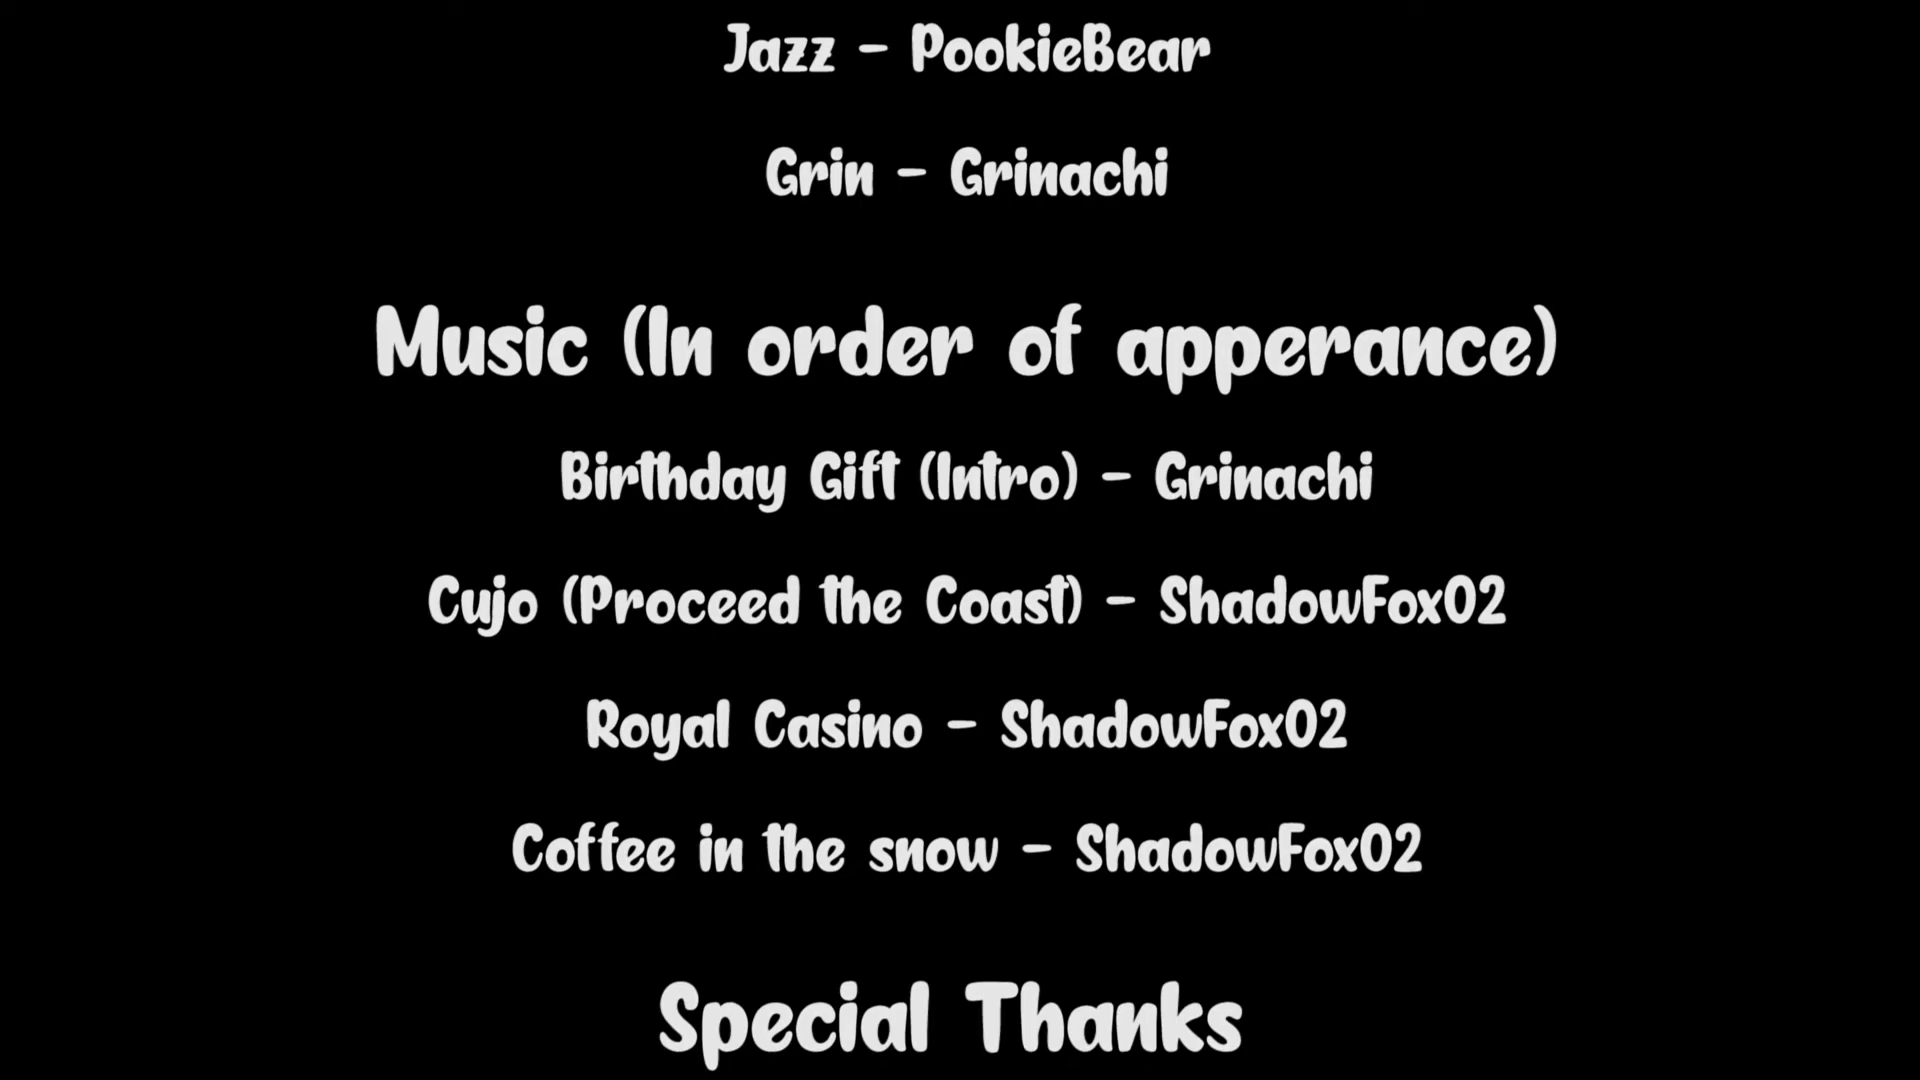 Jazz - PookieBear
Grin - Grinachi
Music (In order of apperance)
Birthday Gift (Intro) - Grinachi
Cujo (Proceed the Coast) - ShadowFox02
Royal Casino - ShadowFox02
Coffee in the snow - ShadowFox02
Special Thanks